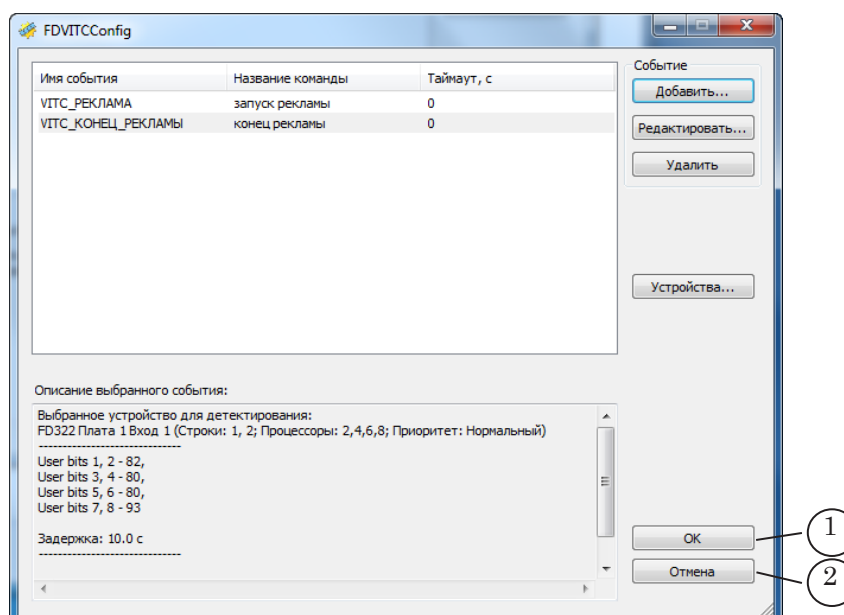 FDVITCConfig
Имя события Название команды Таймаут, с
VITC_РЕКЛАМА запуск рекламы 0
VITC_КОНЕЦ_РЕКЛАМЫ конец рекламы 0
Событие
Добавить...
Редактировать...
Удалить
Устройства...
Описание выбранного события:
Выбранное устройство для детектирования:
FD322 Плата 1 Вход 1 (Строки: 1, 2; Процессоры: 2,4,6,8; Приоритет: Нормальный)
------------------------------
User bits 1, 2 - 82,
User bits 3, 4 - 80,
User bits 5, 6 - 80,
User bits 7, 8 - 93
Задержка: 10.0 с
------------------------------
ОК
Отмена
1
2